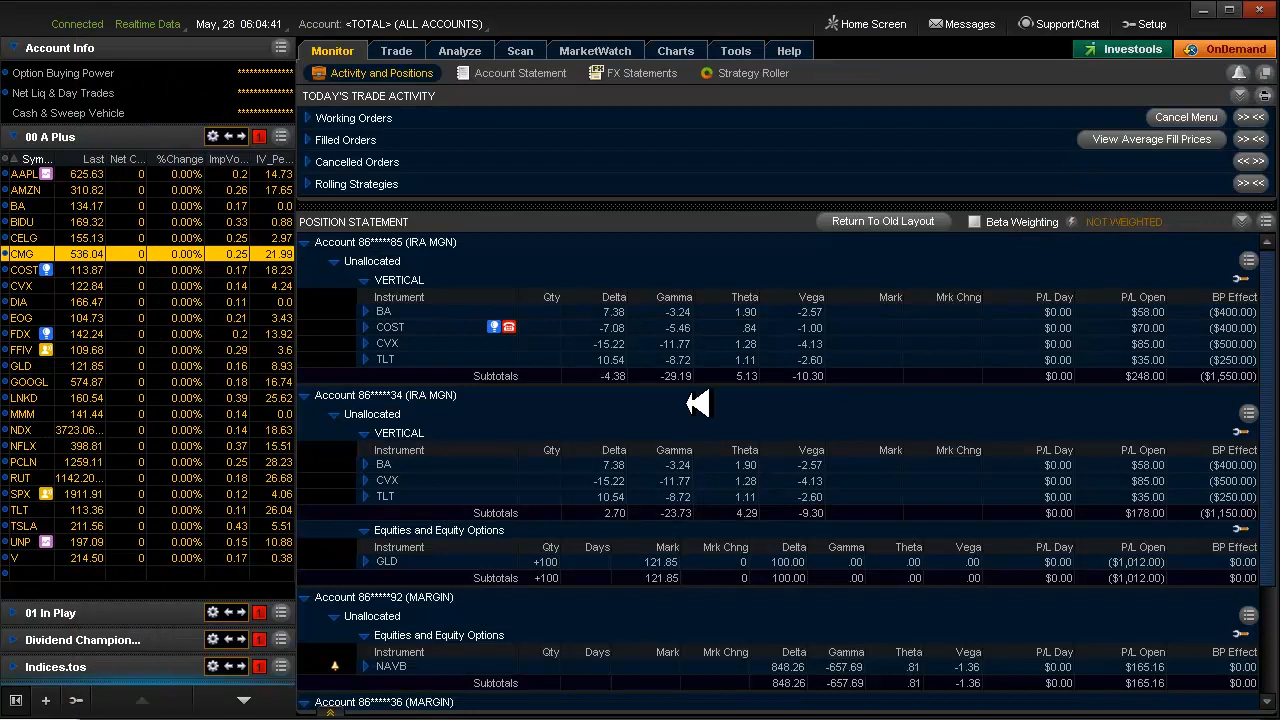 Connected Realtime Data May, 28 06:04:41 Account: <TOTAL> (ALL ACCOUNTS) Home Screen Messages Support/Chat Setup
Account Info
Option Buying Power *************
Net Liq & Day Trades *************
Cash & Sweep Vehicle *************
00 A Plus 1
Sym... Last Net C... %Change ImpVo... IV_Pe...
AAPL 625.63 0 0.00% 0.2 14.73
AMZN 310.82 0 0.00% 0.26 17.65
BA 134.17 0 0.00% 0.17 0.0
BIDU 169.32 0 0.00% 0.33 0.88
CELG 155.13 0 0.00% 0.25 2.97
CMG 536.04 0 0.00% 0.25 21.99
COST 113.87 0 0.00% 0.17 18.23
CVX 122.84 0 0.00% 0.14 4.24
DIA 166.47 0 0.00% 0.11 0.0
EOG 104.73 0 0.00% 0.21 3.43
FDX 142.24 0 0.00% 0.2 13.92
FFIV 109.68 0 0.00% 0.29 3.6
GLD 121.85 0 0.00% 0.16 8.93
GOOGL 574.87 0 0.00% 0.18 16.74
LNKD 160.54 0 0.00% 0.39 25.62
MMM 141.44 0 0.00% 0.14 0.0
NDX 3723.06... 0 0.00% 0.14 18.63
NFLX 398.81 0 0.00% 0.37 15.51
PCLN 1259.11 0 0.00% 0.27 28.23
RUT 1142.20... 0 0.00% 0.18 26.68
SPX 1911.91 0 0.00% 0.12 4.06
TLT 113.36 0 0.00% 0.11 26.04
TSLA 211.56 0 0.00% 0.43 5.51
UNP 197.09 0 0.00% 0.15 10.88
V 214.50 0 0.00% 0.17 0.38
01 In Play 1
Dividend Champion... 1
Indices.tos 1
Monitor Trade Analyze Scan MarketWatch Charts Tools Help Investools OnDemand
Activity and Positions Account Statement FX Statements Strategy Roller
TODAY'S TRADE ACTIVITY
Working Orders Cancel Menu >> <<
Filled Orders View Average Fill Prices >> <<
Cancelled Orders << >>
Rolling Strategies >> <<
POSITION STATEMENT Return To Old Layout Beta Weighting NOT WEIGHTED
Account 86*****85 (IRA MGN)
Unallocated
VERTICAL
Instrument Qty Delta Gamma Theta Vega Mark Mrk Chng P/L Day P/L Open BP Effect
BA 7.38 -3.24 1.90 -2.57 $0.00 $58.00 ($400.00)
COST -7.08 -5.46 .84 -1.00 $0.00 $70.00 ($400.00)
CVX -15.22 -11.77 1.28 -4.13 $0.00 $85.00 ($500.00)
TLT 10.54 -8.72 1.11 -2.60 $0.00 $35.00 ($250.00)
Subtotals -4.38 -29.19 5.13 -10.30 $0.00 $248.00 ($1,550.00)
Account 86*****34 (IRA MGN)
Unallocated
VERTICAL
Instrument Qty Delta Gamma Theta Vega Mark Mrk Chng P/L Day P/L Open BP Effect
BA 7.38 -3.24 1.90 -2.57 $0.00 $58.00 ($400.00)
CVX -15.22 -11.77 1.28 -4.13 $0.00 $85.00 ($500.00)
TLT 10.54 -8.72 1.11 -2.60 $0.00 $35.00 ($250.00)
Subtotals 2.70 -23.73 4.29 -9.30 $0.00 $178.00 ($1,150.00)
Equities and Equity Options
Instrument Qty Days Mark Mrk Chng Delta Gamma Theta Vega P/L Day P/L Open BP Effect
GLD +100 121.85 0 100.00 .00 .00 .00 $0.00 ($1,012.00) $0.00
Subtotals +100 121.85 0 100.00 .00 .00 .00 $0.00 ($1,012.00) $0.00
Account 86*****92 (MARGIN)
Unallocated
Equities and Equity Options
Instrument Qty Days Mark Mrk Chng Delta Gamma Theta Vega P/L Day P/L Open BP Effect
NAVB 848.26 -657.69 .81 -1.36 $0.00 $165.16 $0.00
Subtotals 848.26 -657.69 .81 -1.36 $0.00 $165.16 $0.00
Account 86*****36 (MARGIN)